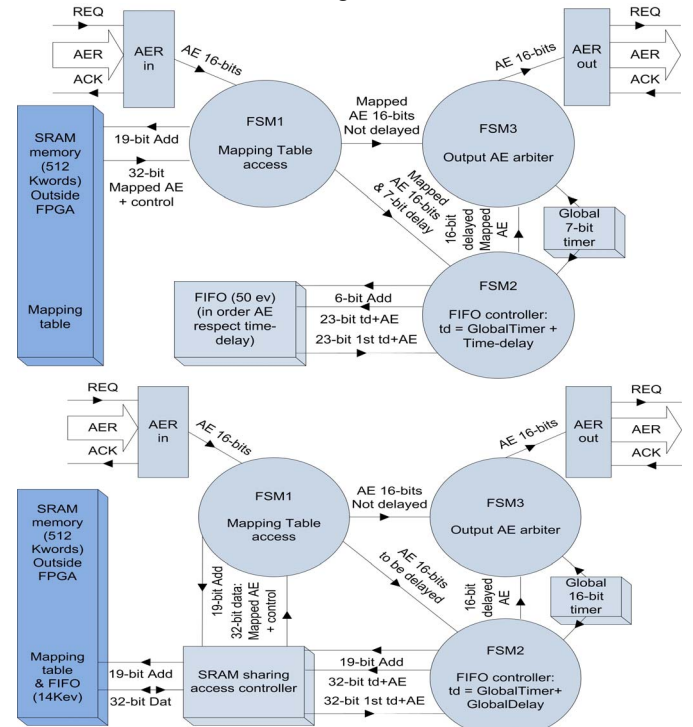 REQ
AER
ACK
AER
in
AE 16-bits
SRAM
memory
(512
Kwords)
Outside
FPGA
Mapping
table
19-bit Add
32-bit
Mapped AE
+ control
FSM1
Mapping Table
access
Mapped
AE 16-bits
Not delayed
Mapped
AE 16-bits
& 7-bit delay
FSM3
Output AE arbiter
AE 16-bits
AER
out
REQ
AER
ACK
16-bit
delayed
Mapped
AE
Global
7-bit
timer
FIFO (50 ev)
(in order AE
respect time-
delay)
6-bit Add
23-bit td+AE
23-bit 1st td+AE
FSM2
FIFO controller:
td = GlobalTimer +
Time-delay
REQ
AER
ACK
AER
in
AE 16-bits
SRAM
memory
(512
Kwords)
Outside
FPGA
Mapping
table
& FIFO
(14Kev)
FSM1
Mapping Table
access
AE 16-bits
Not delayed
AE 16-bits
to be delayed
FSM3
Output AE arbiter
AE 16-bits
AER
out
REQ
AER
ACK
19-bit Add
32-bit data:
Mapped AE
+ control
16-bit
delayed
AE
Global
16-bit
timer
19-bit Add
32-bit Dat
SRAM sharing
access controller
19-bit Add
32-bit td+AE
32-bit 1st td+AE
FSM2
FIFO controller:
td = GlobalTimer+
GlobalDelay